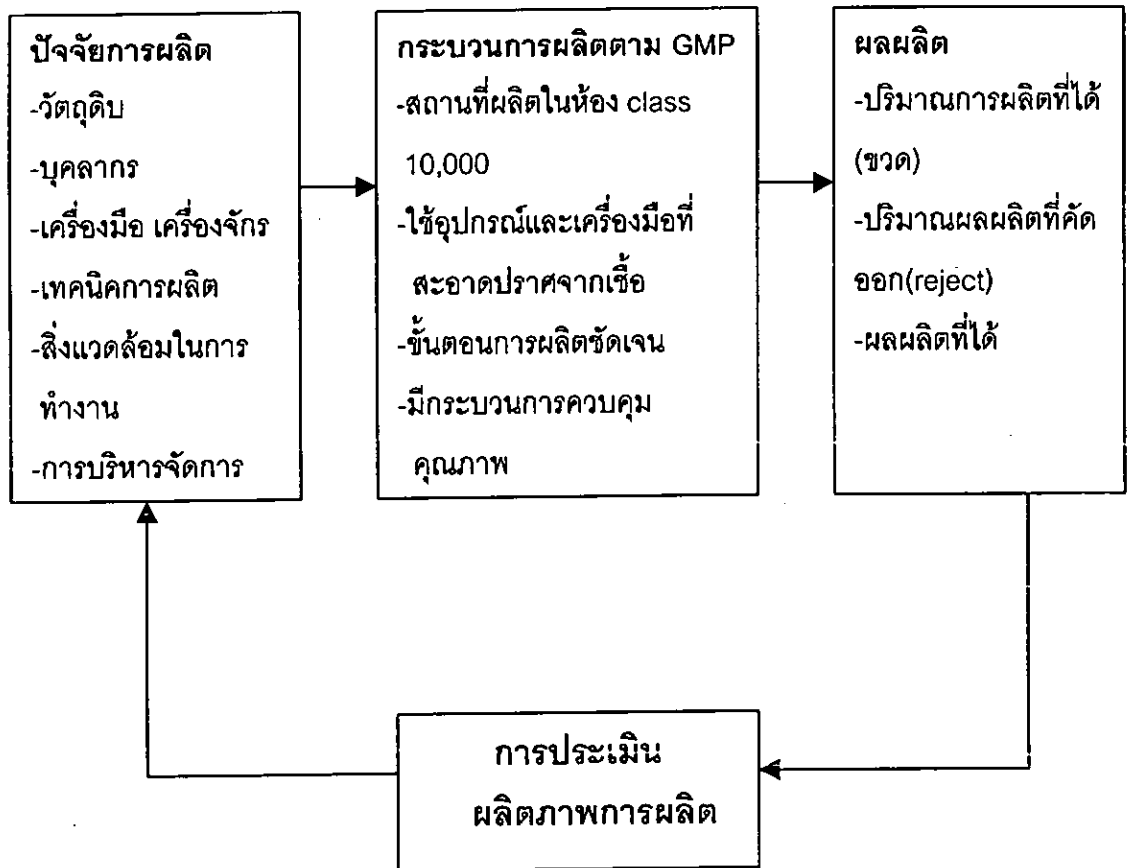 ปัจจัยการผลิต
-วัตถุดิบ
-บุคลากร
-เครื่องมือ เครื่องจักร
-เทคนิคการผลิต
-สิ่งแวดล้อมในการ
ทำงาน
-การบริหารจัดการ
กระบวนการผลิตตาม GMP
-สถานที่ผลิตในห้อง class
10,000
-ใช้อุปกรณ์และเครื่องมือที่
สะอาดปราศจากเชื้อ
-ขั้นตอนการผลิตชัดเจน
-มีกระบวนการควบคุม
คุณภาพ
ผลผลิต
-ปริมาณการผลิตที่ได้
(ขวด)
-ปริมาณผลผลิตที่คัด
ออก(reject)
-ผลผลิตที่ได้
การประเมิน
ผลิตภาพการผลิต